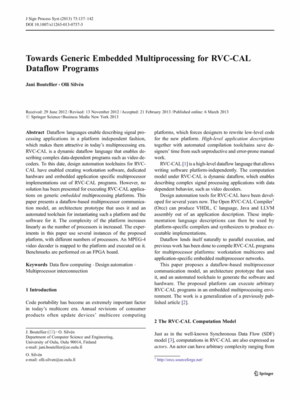 J Sign Process Syst (2013) 73:137–142
DOI 10.1007/s11265-013-0737-5
Towards Generic Embedded Multiprocessing for RVC-CAL
Dataflow Programs
Jani Boutellier · Olli Silvén
Received: 29 June 2012 / Revised: 13 November 2012 / Accepted: 21 February 2013 / Published online: 6 March 2013
© Springer Science+Business Media New York 2013
Abstract Dataflow languages enable describing signal processing applications in a platform independent fashion,
which makes them attractive in today's multiprocessing era.
RVC-CAL is a dynamic dataflow language that enables describing complex data-dependent programs such as video decoders. To this date, design automation toolchains for RVC-
CAL have enabled creating workstation software, dedicated
hardware and embedded application specific multiprocessor
implementations out of RVC-CAL programs. However, no
solution has been presented for executing RVC-CAL applications on generic embedded multiprocessing platforms. This
paper presents a dataflow-based multiprocessor communication model, an architecture prototype that uses it and an
automated toolchain for instantiating such a platform and the
software for it. The complexity of the platform increases
linearly as the number of processors is increased. The experiments in this paper use several instances of the proposed
platform, with different numbers of processors. An MPEG-4
video decoder is mapped to the platform and executed on it.
Benchmarks are performed on an FPGA board.
Keywords Data flow computing · Design automation ·
Multiprocessor interconnection
1 Introduction
Code portability has become an extremely important factor
in today's multicore era. Annual revisions of consumer
products often update devices' multicore computing
J. Boutellier · O. Silvén
Department of Computer Science and Engineering,
University of Oulu, Oulu 90014, Finland
e-mail: jani.boutellier@ee.oulu.fi
O. Silvén
e-mail: olli.silven@ee.oulu.fi
platforms, which forces designers to rewrite low-level code
for the new platform. High-level application descriptions
together with automated compilation toolchains save designers' time from such unproductive and error-prone manual
work.
RVC-CAL [1] is a high-level dataflow language that allows
writing software platform-independently. The computation
model under RVC-CAL is dynamic dataflow, which enables
describing complex signal processing applications with data
dependent behavior, such as video decoders.
Design automation tools for RVC-CAL have been developed for several years now. The Open RVC-CAL Compiler1
(Orcc) can produce VHDL, C language, Java and LLVM
assembly out of an application description. These implementation language descriptions can then be used by
platform-specific compilers and synthesizers to produce executable implementations.
Dataflow lends itself naturally to parallel execution, and
previous work has been done to compile RVC-CAL programs
for multiprocessor platforms: workstation multicores and
application-specific embedded multiprocessor networks.
This paper proposes a dataflow-based multiprocessor
communication model, an architecture prototype that uses
it, and an automated toolchain to generate the software and
hardware. The proposed platform can execute arbitrary
RVC-CAL programs in an embedded multiprocessing environment. The work is a generalization of a previously published article [2].
2 The RVC-CAL Computation Model
Just as in the well-known Synchronous Data Flow (SDF)
model [3], computations in RVC-CAL are also expressed as
actors. An actor can have arbitrary complexity ranging from